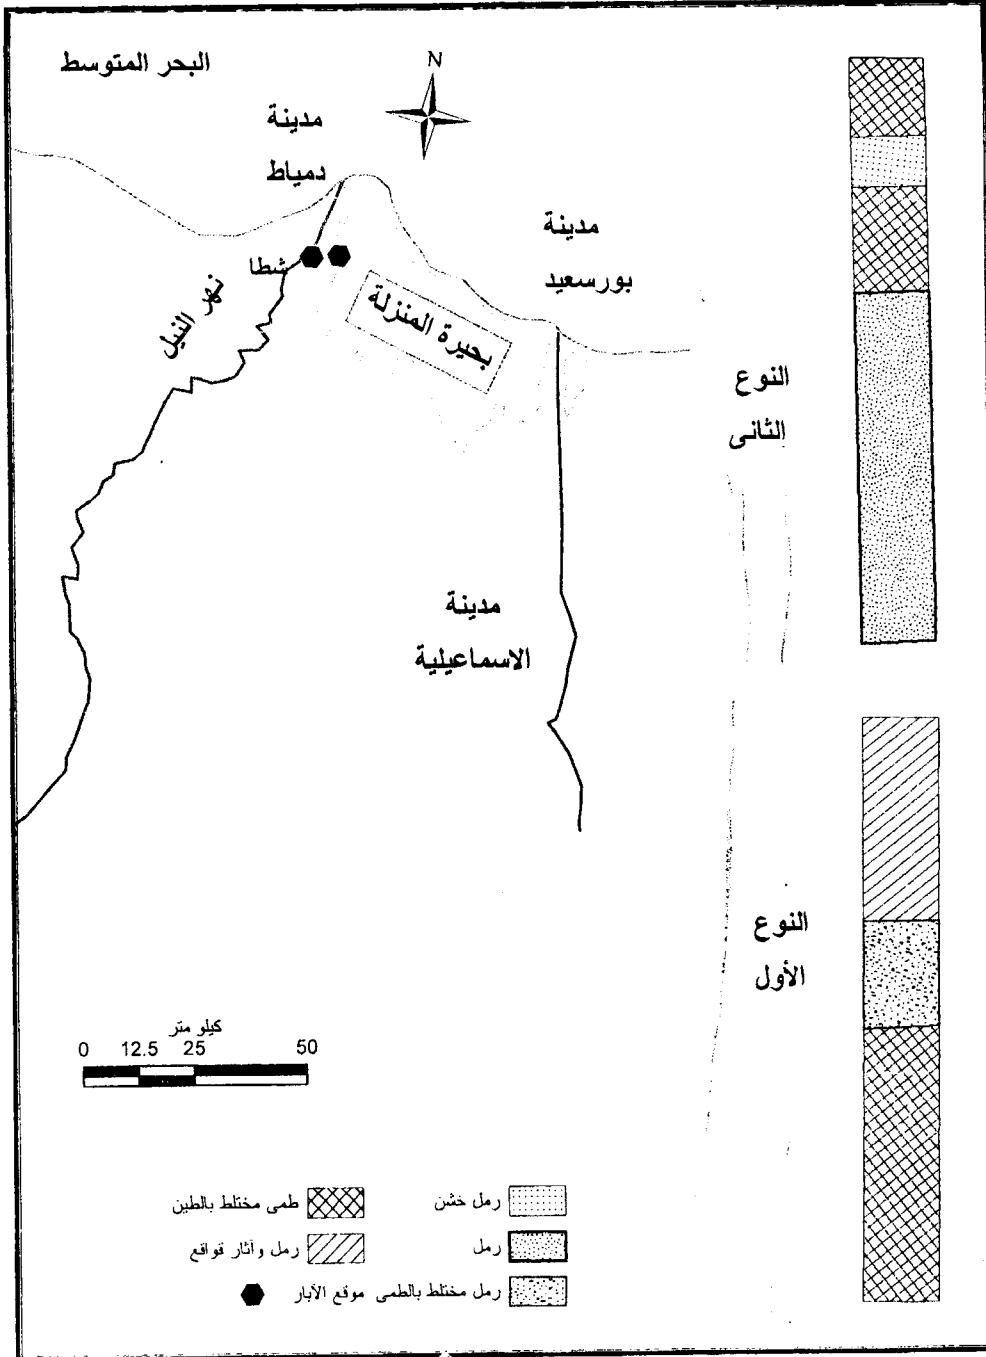 البحر المتوسط
N
مدينة
دمياط
مدينة
بورسعيد
شطا
نهر النيل
بحيرة المنزلة
النوع
الثانى
مدينة
الاسماعيلية
النوع
الأول
كيلو متر
0 12.5 25 50
رمل خشن
طمى مختلط بالطين
رمل
رمل وآثار قواقع
رمل مختلط بالطمى
موقع الآبار